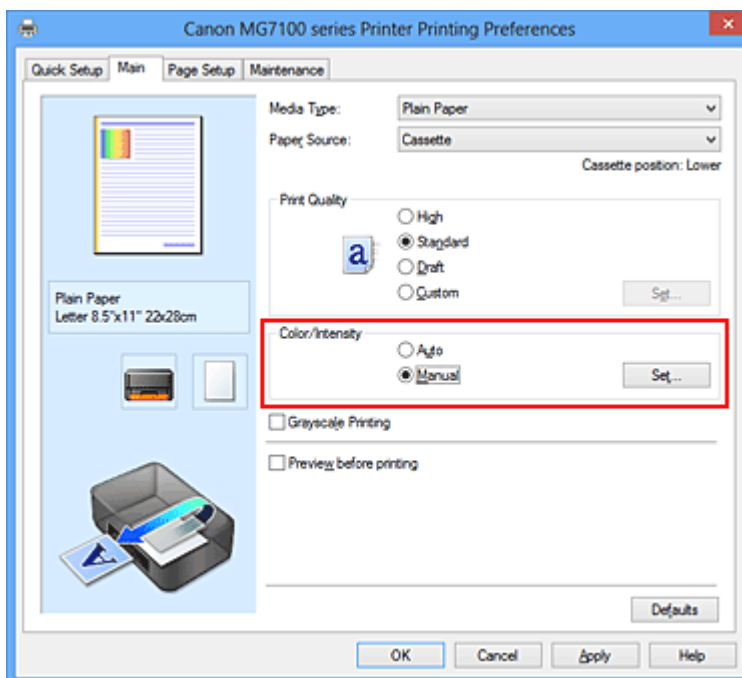 Canon MG7100 series Printer Printing Preferences
Quick Setup Main Page Setup Maintenance
Media Type: Plain Paper
Paper Source: Cassette
Cassette position: Lower
Print Quality
High
a Standard
Draft
Custom Set...
Plain Paper
Letter 8.5"x11" 22x28cm
Color/Intensity
Auto
Manual Set...
Grayscale Printing
Preview before printing
A
Defaults
OK Cancel Apply Help